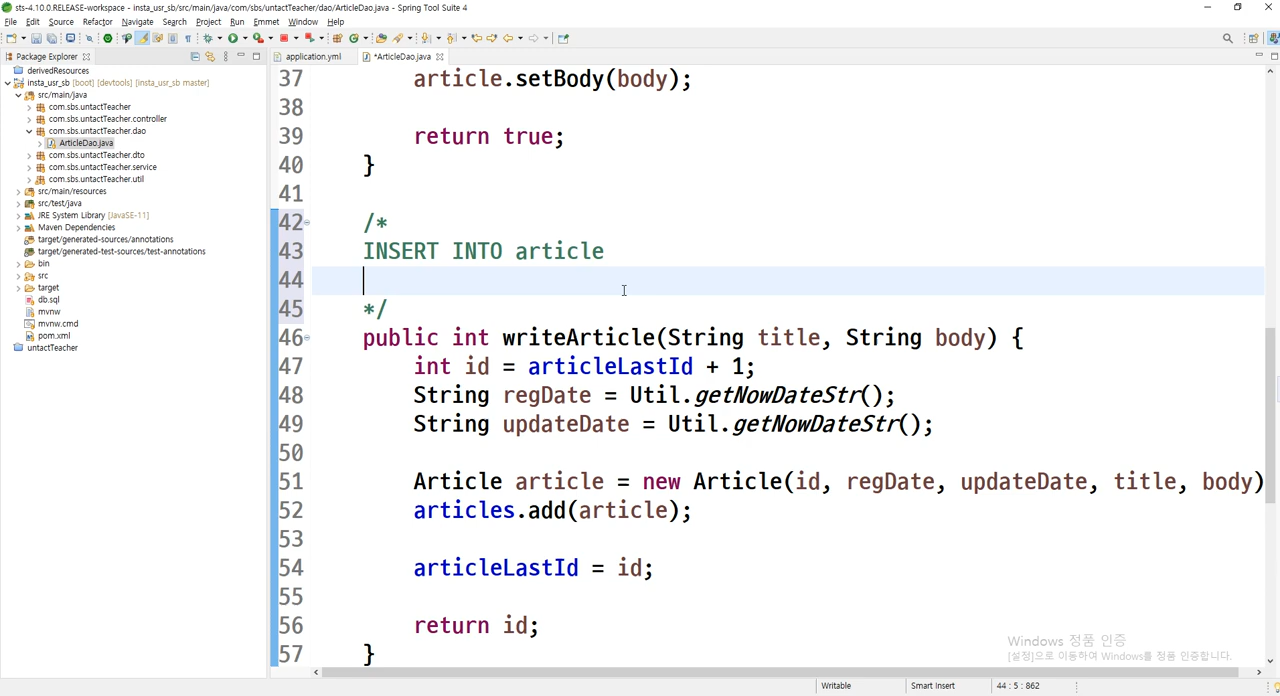 sts-4.10.0.RELEASE-workspace - insta_usr_sb/src/main/java/com/sbs/untactTeacher/dao/ArticleDao.java - Spring Tool Suite 4
File Edit Source Refactor Navigate Search Project Run Emmet Window Help
Package Explorer
application.yml
*ArticleDao.java
derivedResources
insta_usr_sb [boot] [devtools] [insta_usr_sb master]
src/main/java
com.sbs.untactTeacher
com.sbs.untactTeacher.controller
com.sbs.untactTeacher.dao
ArticleDao.java
com.sbs.untactTeacher.dto
com.sbs.untactTeacher.service
com.sbs.untactTeacher.util
src/main/resources
src/test/java
JRE System Library [JavaSE-11]
Maven Dependencies
target/generated-sources/annotations
target/generated-test-sources/test-annotations
bin
src
target
db.sql
mvnw
mvnw.cmd
pom.xml
untactTeacher
37 article.setBody(body);
38
39 return true;
40 }
41
42 /*
43 INSERT INTO article
44
45 */
46 public int writeArticle(String title, String body) {
47 int id = articleLastId + 1;
48 String regDate = Util.getNowDateStr();
49 String updateDate = Util.getNowDateStr();
50
51 Article article = new Article(id, regDate, updateDate, title, body)
52 articles.add(article);
53
54 articleLastId = id;
55
56 return id;
57 }
Windows 정품 인증
[설정]으로 이동하여 Windows를 정품 인증합니다.
Writable Smart Insert 44 : 5 : 862